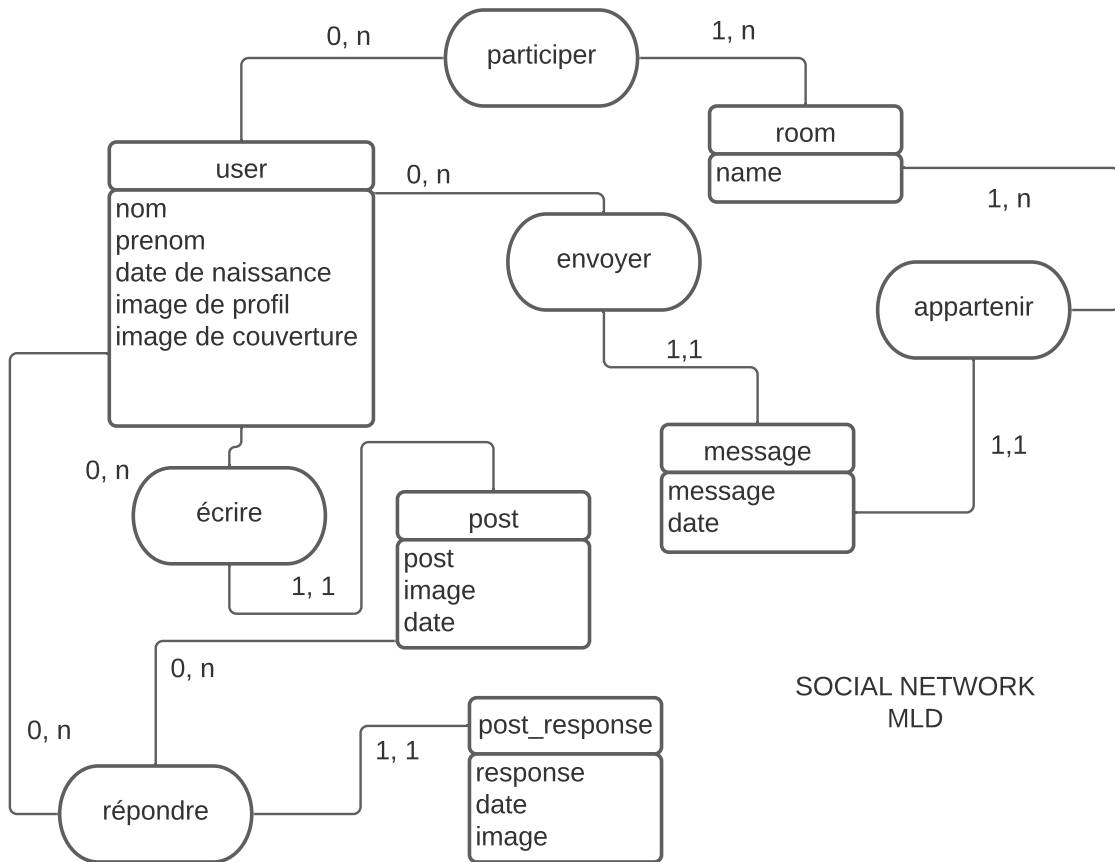 participer
0, n
1, n
room
name
1, n
user
nom
prenom
date de naissance
image de profil
image de couverture
0, n
envoyer
appartenir
1,1
message
message
date
1,1
0, n
écrire
1, 1
post
post
image
date
0, n
0, n
répondre
1, 1
post_response
response
date
image
SOCIAL NETWORK
MLD